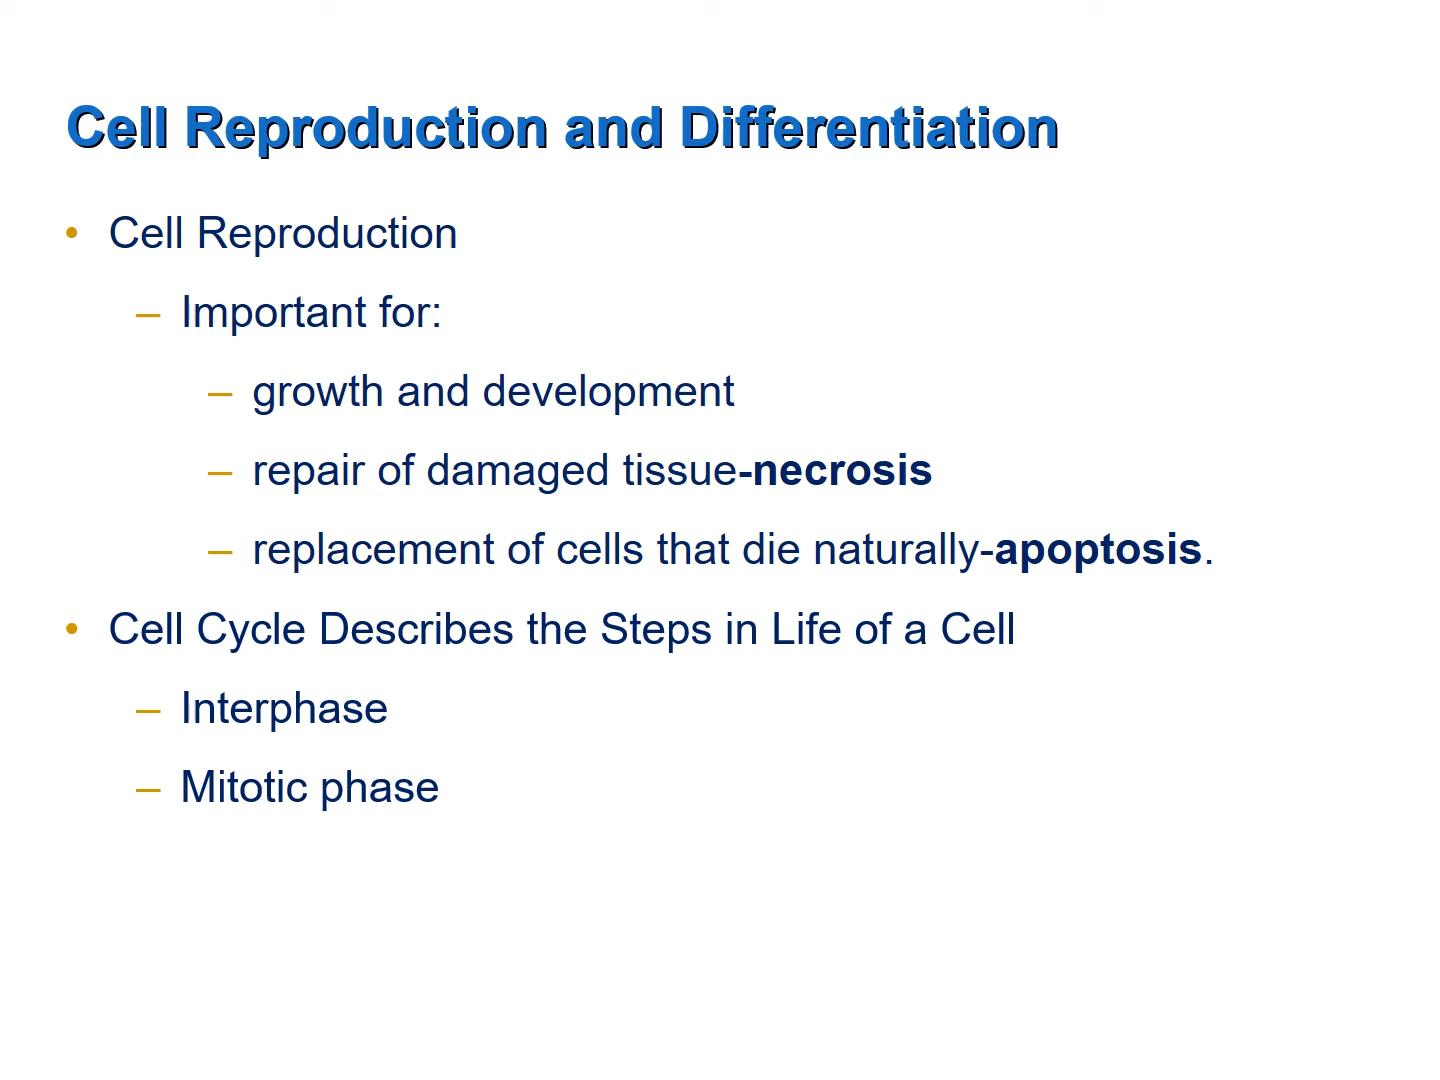 Cell Reproduction and Differentiation
• Cell Reproduction
– Important for:
– growth and development
– repair of damaged tissue-necrosis
– replacement of cells that die naturally-apoptosis.
• Cell Cycle Describes the Steps in Life of a Cell
– Interphase
– Mitotic phase